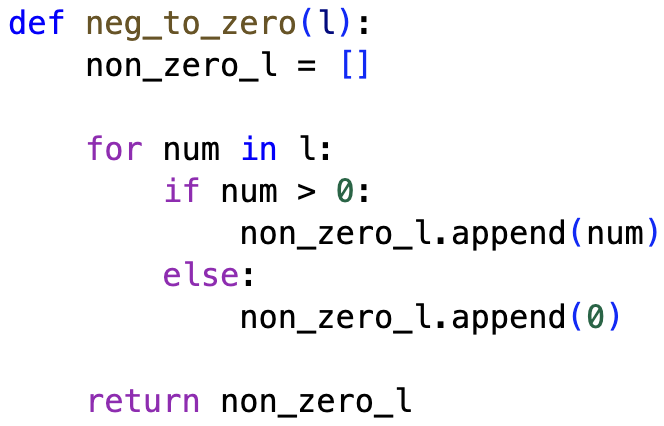 def neg_to_zero(l):
    non_zero_l = []

    for num in l:
        if num > 0:
            non_zero_l.append(num)
        else:
            non_zero_l.append(0)

    return non_zero_l